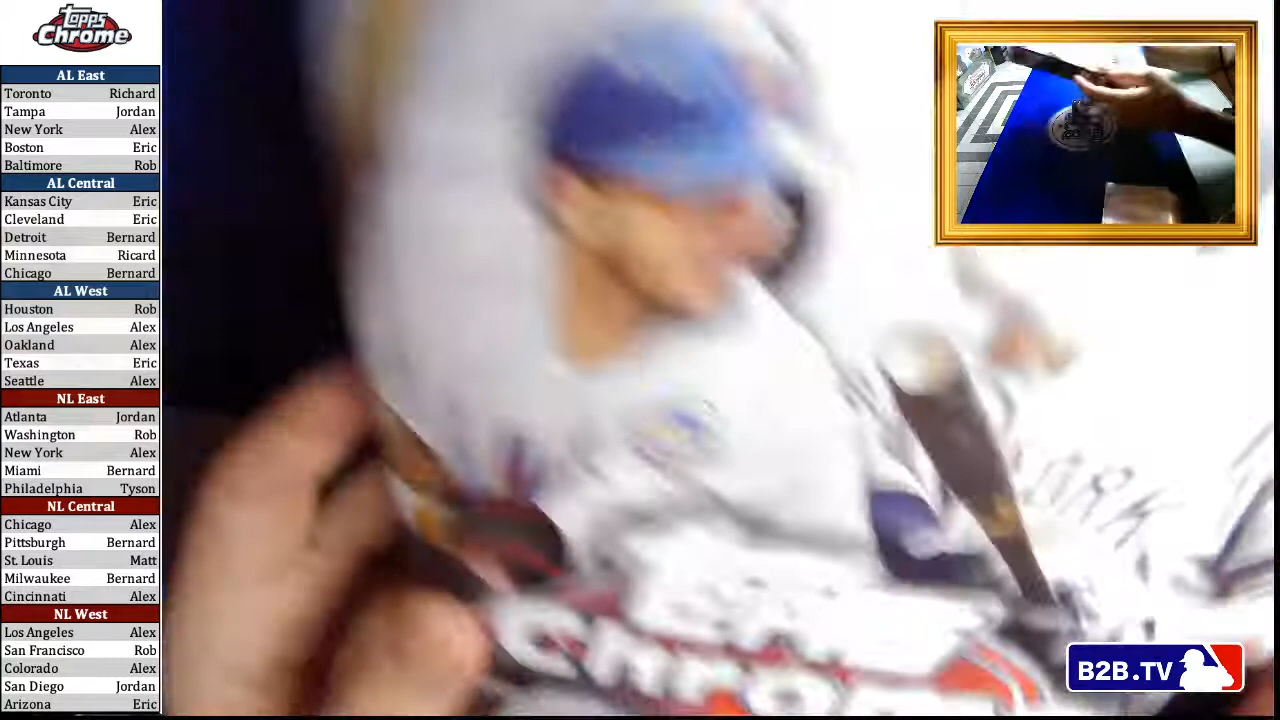 Topps
Chrome
AL East
Toronto Richard
Tampa Jordan
New York Alex
Boston Eric
Baltimore Rob
AL Central
Kansas City Eric
Cleveland Eric
Detroit Bernard
Minnesota Ricard
Chicago Bernard
AL West
Houston Rob
Los Angeles Alex
Oakland Alex
Texas Eric
Seattle Alex
NL East
Atlanta Jordan
Washington Rob
New York Alex
Miami Bernard
Philadelphia Tyson
NL Central
Chicago Alex
Pittsburgh Bernard
St. Louis Matt
Milwaukee Bernard
Cincinnati Alex
NL West
Los Angeles Alex
San Francisco Rob
Colorado Alex
San Diego Jordan
Arizona Eric
B2B.TV